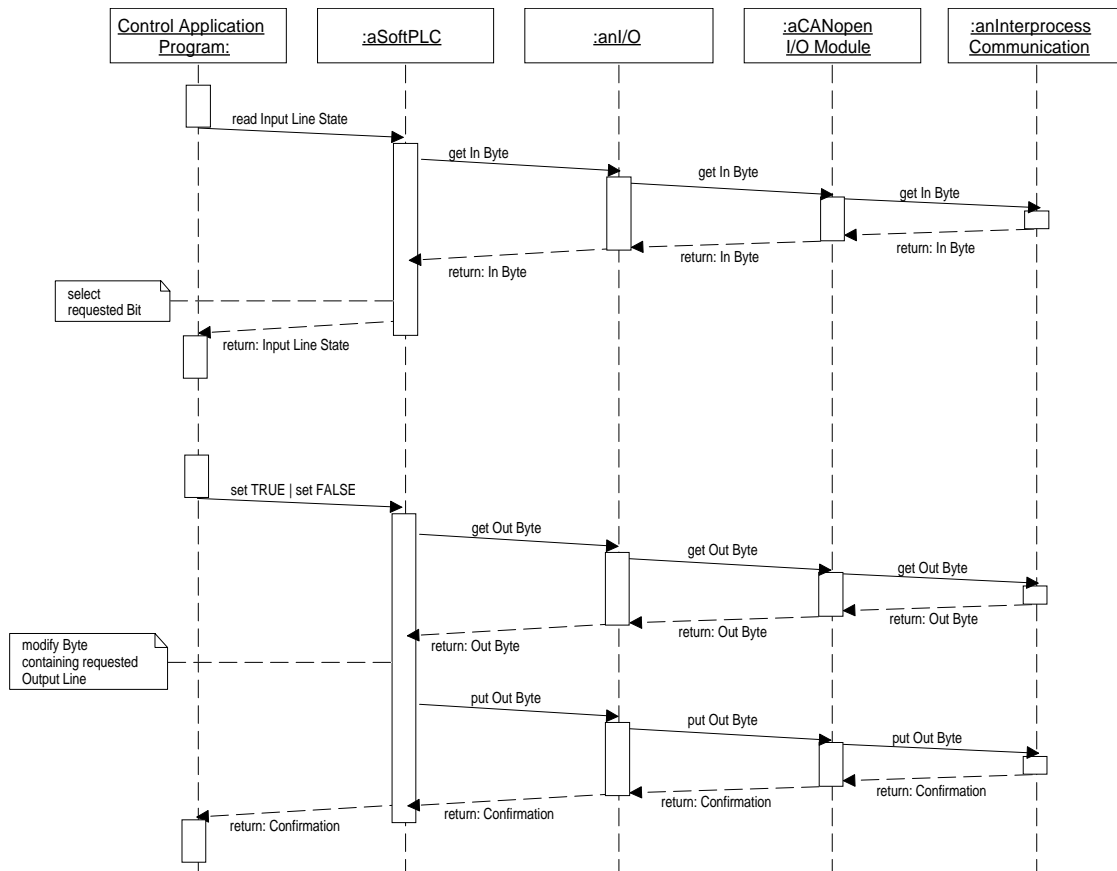 Control Application
Program:
:aSoftPLC
:anI/O
:aCANopen
I/O Module
:anInterprocess
Communication
read Input Line State
get In Byte
get In Byte
get In Byte
return: In Byte
return: In Byte
return: In Byte
select
requested Bit
return: Input Line State
set TRUE | set FALSE
get Out Byte
get Out Byte
get Out Byte
return: Out Byte
return: Out Byte
return: Out Byte
modify Byte
containing requested
Output Line
put Out Byte
put Out Byte
put Out Byte
return: Confirmation
return: Confirmation
return: Confirmation
return: Confirmation